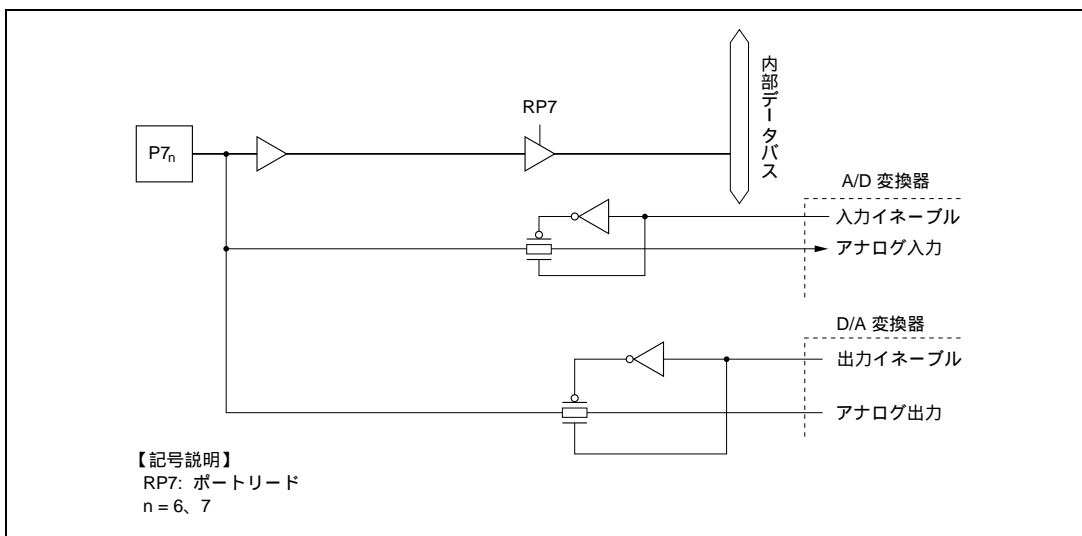 内部データバス
RP7
P7n
A/D 変換器
入力イネーブル
アナログ入力
D/A 変換器
出力イネーブル
アナログ出力
【記号説明】
RP7: ポートリード
n = 6、7